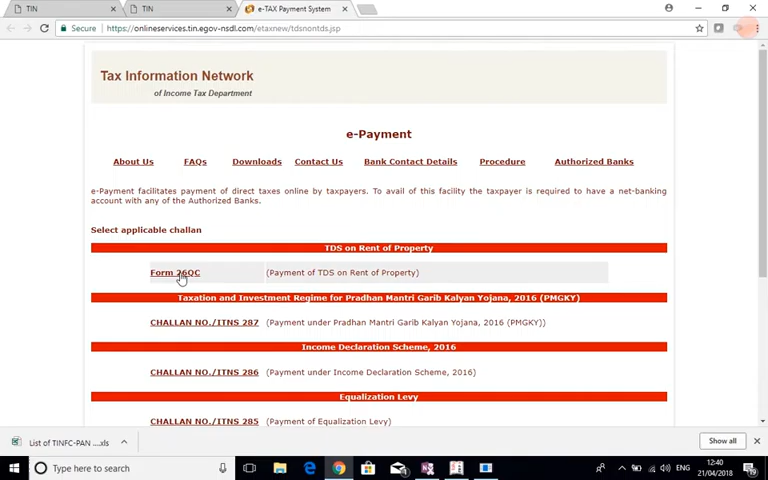 TIN
TIN
e-TAX Payment System
Secure
https://onlineservices.tin.egov-nsdl.com/etaxnew/tdsnontds.jsp
Tax Information Network
of Income Tax Department
e-Payment
About Us FAQs Downloads Contact Us Bank Contact Details Procedure Authorized Banks
e-Payment facilitates payment of direct taxes online by taxpayers. To avail of this facility the taxpayer is required to have a net-banking
account with any of the Authorized Banks.
Select applicable challan
TDS on Rent of Property
Form 26QC (Payment of TDS on Rent of Property)
Taxation and Investment Regime for Pradhan Mantri Garib Kalyan Yojana, 2016 (PMGKY)
CHALLAN NO./ITNS 287 (Payment under Pradhan Mantri Garib Kalyan Yojana, 2016 (PMGKY))
Income Declaration Scheme, 2016
CHALLAN NO./ITNS 286 (Payment under Income Declaration Scheme, 2016)
Equalization Levy
CHALLAN NO./ITNS 285 (Payment of Equalization Levy)
List of TINFC-PAN ....xls
Show all
Type here to search
ENG
12:40
21/04/2018